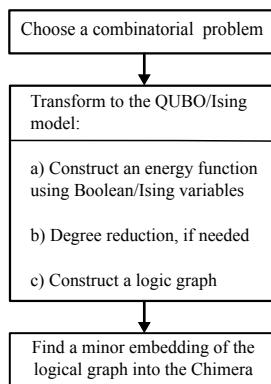 Choose a combinatorial problem
Transform to the QUBO/Ising
model:
a) Construct an energy function
using Boolean/Ising variables
b) Degree reduction, if needed
c) Construct a logic graph
Find a minor embedding of the
logical graph into the Chimera